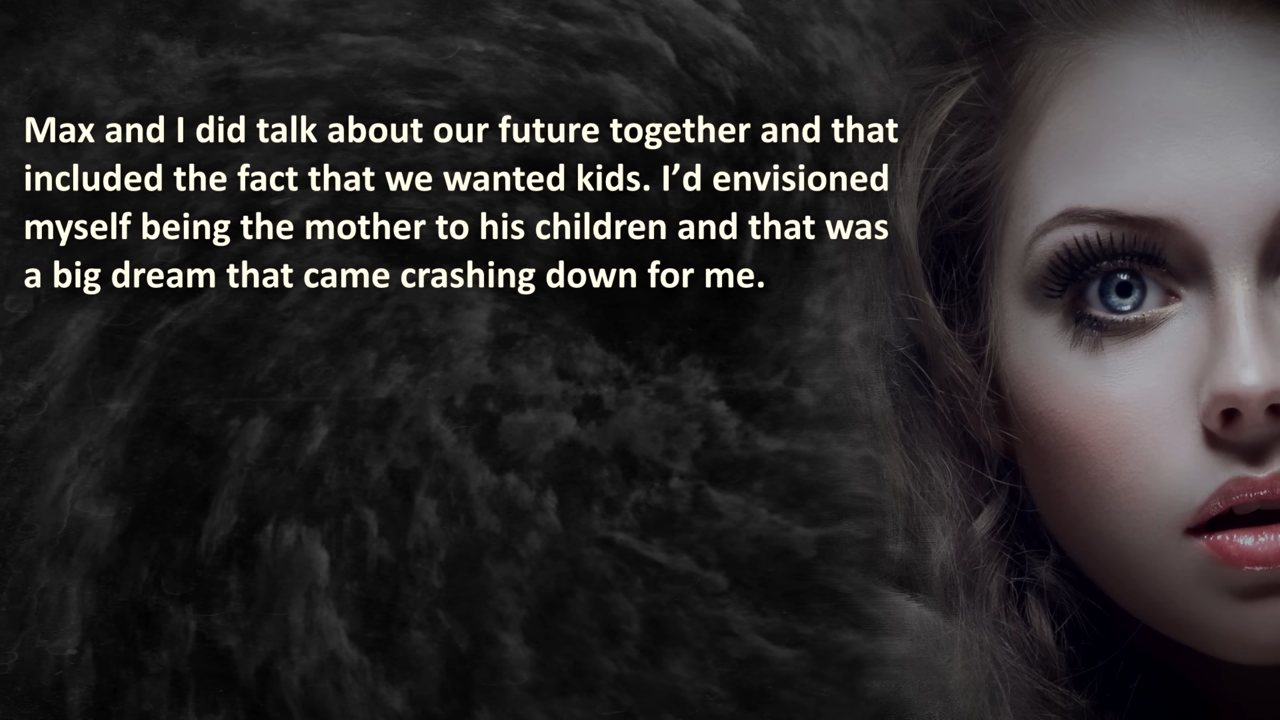 Max and I did talk about our future together and that
included the fact that we wanted kids. I’d envisioned
myself being the mother to his children and that was
a big dream that came crashing down for me.